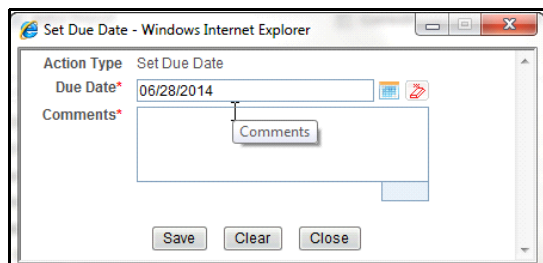 Set Due Date - Windows Internet Explorer
Action Type Set Due Date
Due Date* 06/28/2014
Comments*
Comments
Save Clear Close